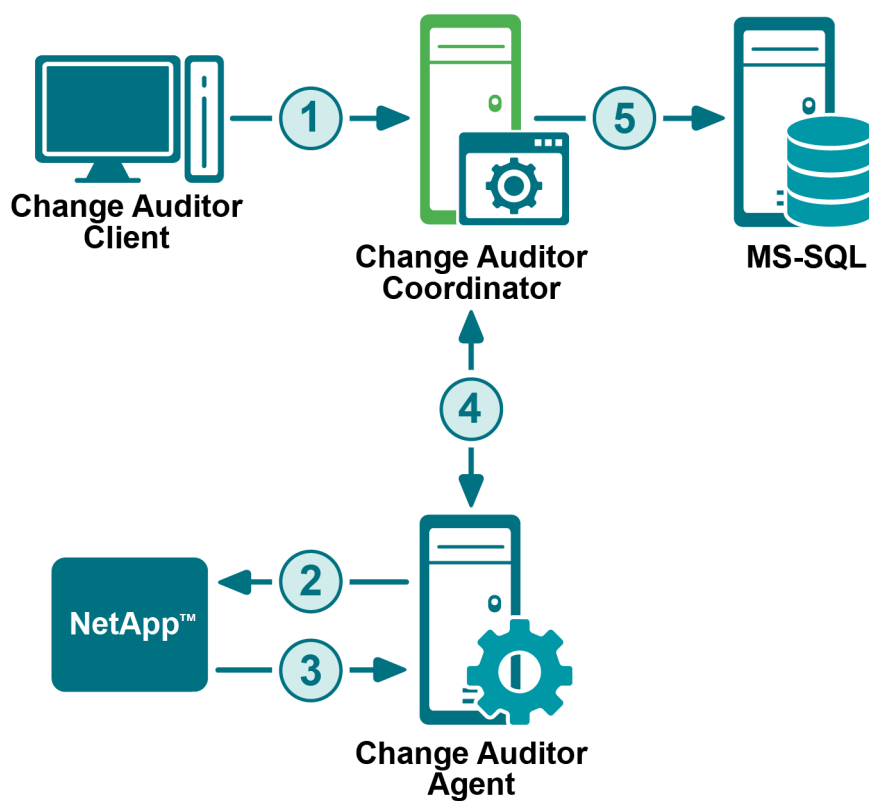 1
5
Change Auditor
Client
Change Auditor
Coordinator
MS-SQL
4
2
NetApp™
3
Change Auditor
Agent